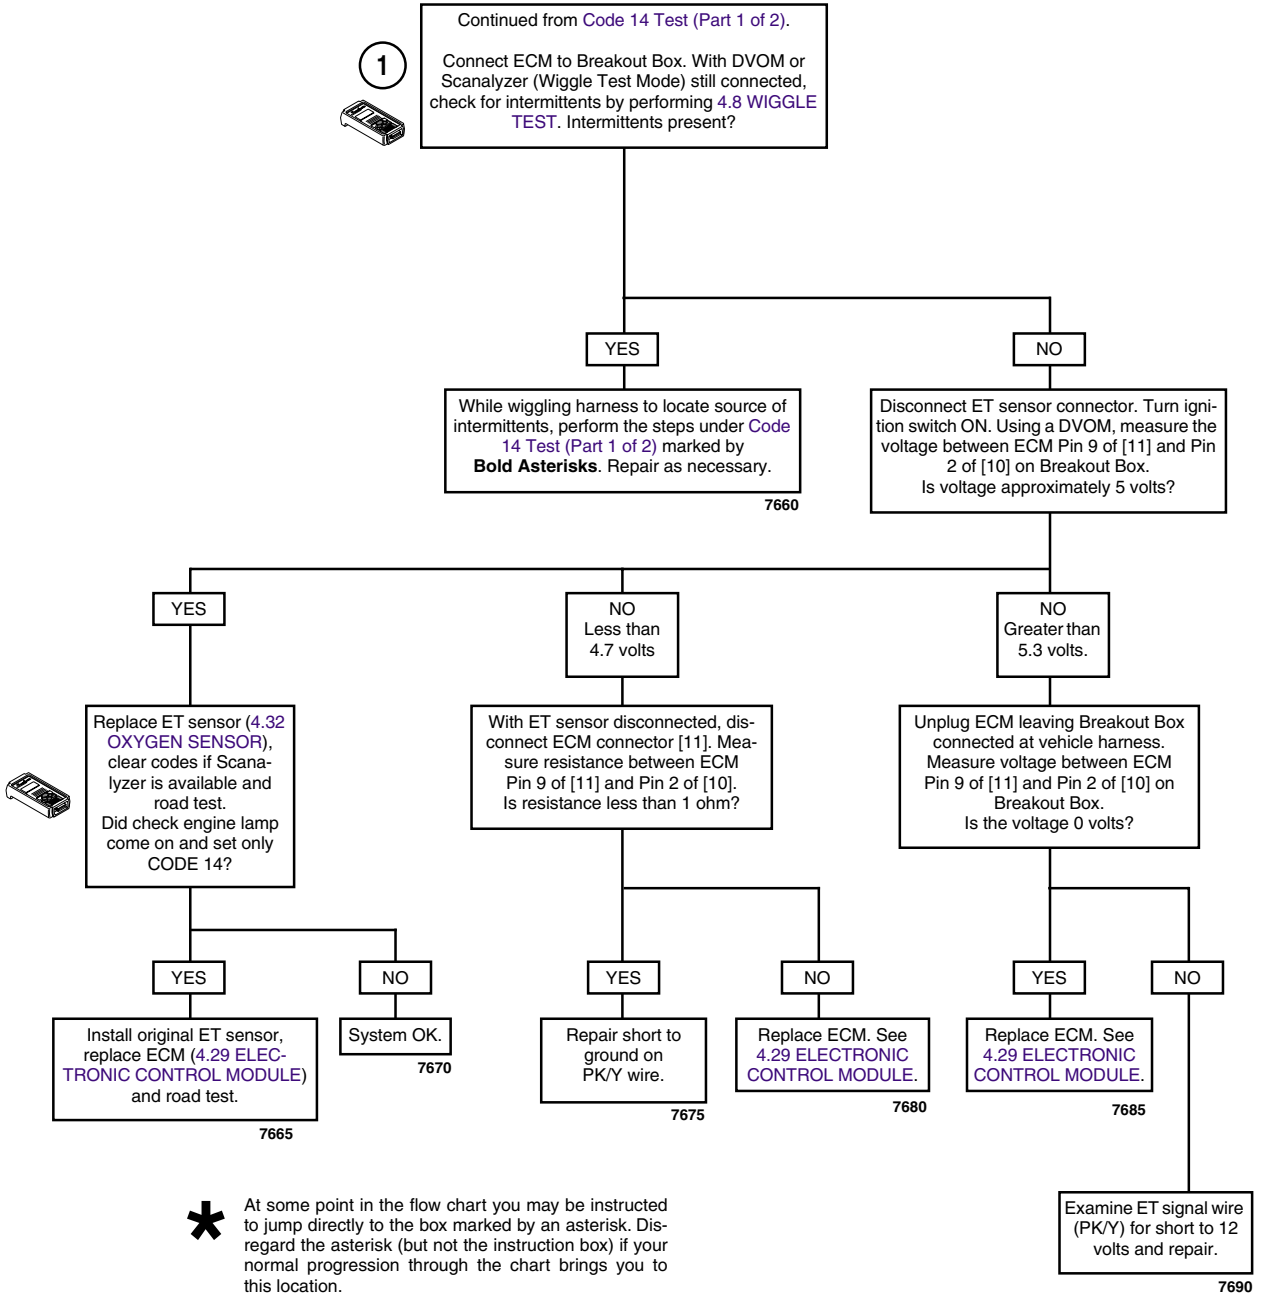 Continued from Code 14 Test (Part 1 of 2).
1
Connect ECM to Breakout Box. With DVOM or
Scanalyzer (Wiggle Test Mode) still connected,
check for intermittents by performing 4.8 WIGGLE
TEST. Intermittents present?
YES
NO
While wiggling harness to locate source of
intermittents, perform the steps under Code
14 Test (Part 1 of 2) marked by
Bold Asterisks. Repair as necessary.
7660
Disconnect ET sensor connector. Turn igni-
tion switch ON. Using a DVOM, measure the
voltage between ECM Pin 9 of [11] and Pin
2 of [10] on Breakout Box.
Is voltage approximately 5 volts?
YES
NO
Less than
4.7 volts
NO
Greater than
5.3 volts.
Replace ET sensor (4.32
OXYGEN SENSOR),
clear codes if Scana-
lyzer is available and
road test.
Did check engine lamp
come on and set only
CODE 14?
With ET sensor disconnected, dis-
connect ECM connector [11]. Mea-
sure resistance between ECM
Pin 9 of [11] and Pin 2 of [10].
Is resistance less than 1 ohm?
Unplug ECM leaving Breakout Box
connected at vehicle harness.
Measure voltage between ECM
Pin 9 of [11] and Pin 2 of [10] on
Breakout Box.
Is the voltage 0 volts?
YES
NO
YES
NO
YES
NO
Install original ET sensor,
replace ECM (4.29 ELEC-
TRONIC CONTROL MODULE)
and road test.
7665
System OK.
7670
Repair short to
ground on
PK/Y wire.
7675
Replace ECM. See
4.29 ELECTRONIC
CONTROL MODULE.
7680
Replace ECM. See
4.29 ELECTRONIC
CONTROL MODULE.
7685
Examine ET signal wire
(PK/Y) for short to 12
volts and repair.
7690
* At some point in the flow chart you may be instructed
to jump directly to the box marked by an asterisk. Dis-
regard the asterisk (but not the instruction box) if your
normal progression through the chart brings you to
this location.